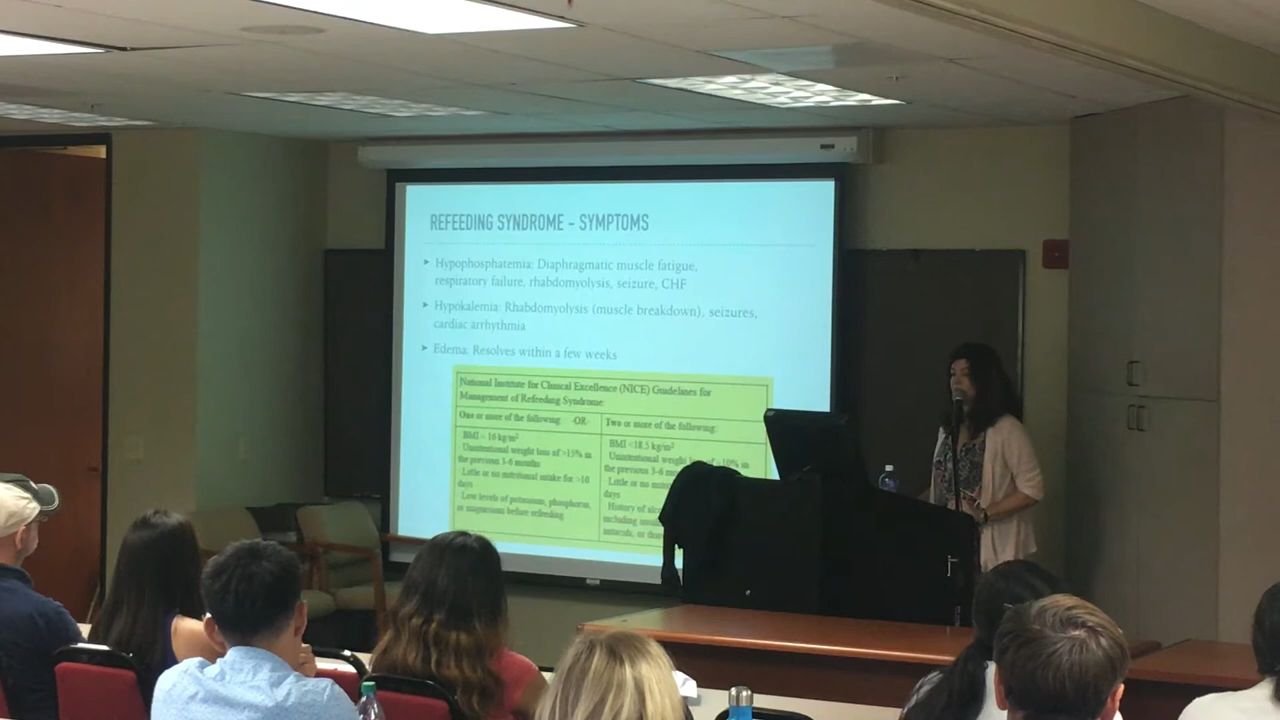 REFEEDING SYNDROME - SYMPTOMS
➤ Hypophosphatemia: Diaphragmatic muscle fatigue,
respiratory failure, rhabdomyolysis, seizure, CHF
➤ Hypokalemia: Rhabdomyolysis (muscle breakdown), seizures,
cardiac arrhythmia
➤ Edema: Resolves within a few weeks
National Institute for Clinical Excellence (NICE) Guidelines for
Management of Refeeding Syndrome:
One or more of the following: -OR-
BMI < 16 kg/m²
Unintentional weight loss of >15% in
the previous 3-6 months
Little or no nutritional intake for >10
days
Low levels of potassium, phosphorus,
or magnesium before refeeding
Two or more of the following:
BMI <18.5 kg/m²
Unintentional weight loss of >10% in
the previous 3-6
Little or no
days
History of
including
antacids, or